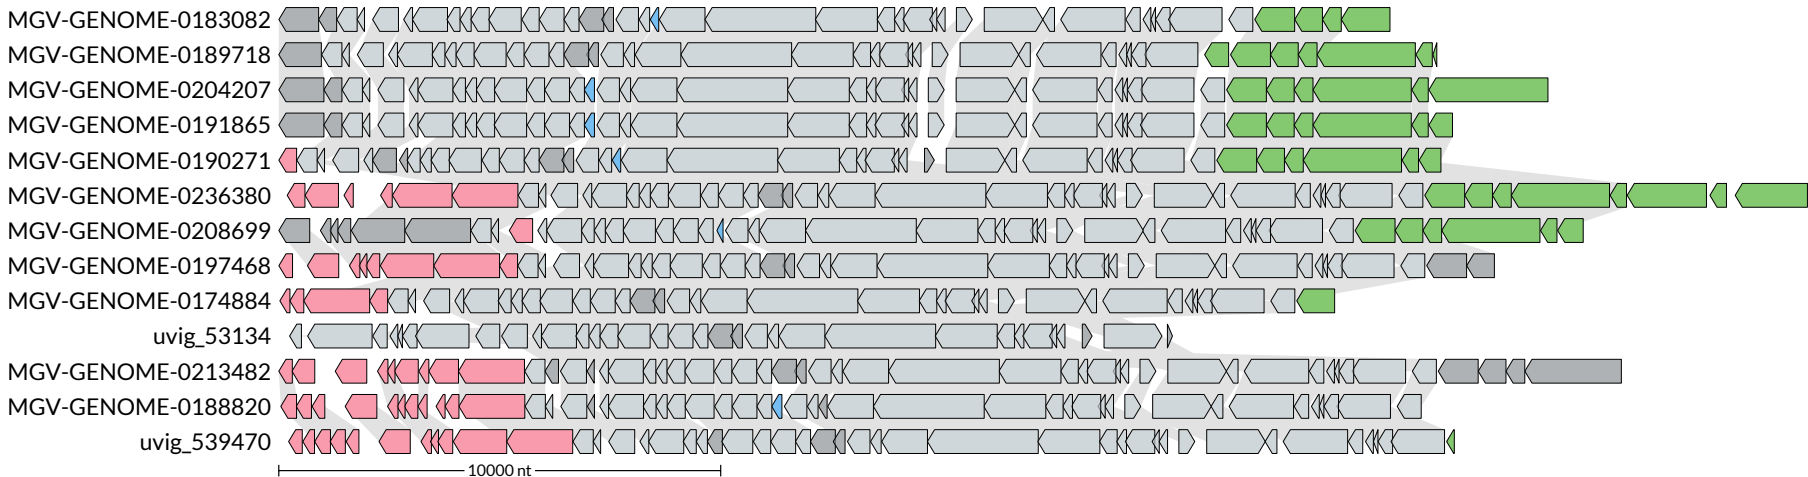 MGV-GENOME-0183082
MGV-GENOME-0189718
MGV-GENOME-0204207
MGV-GENOME-0191865
MGV-GENOME-0190271
MGV-GENOME-0236380
MGV-GENOME-0208699
MGV-GENOME-0197468
MGV-GENOME-0174884
uvig_53134
MGV-GENOME-0213482
MGV-GENOME-0188820
uvig_539470
10000 nt